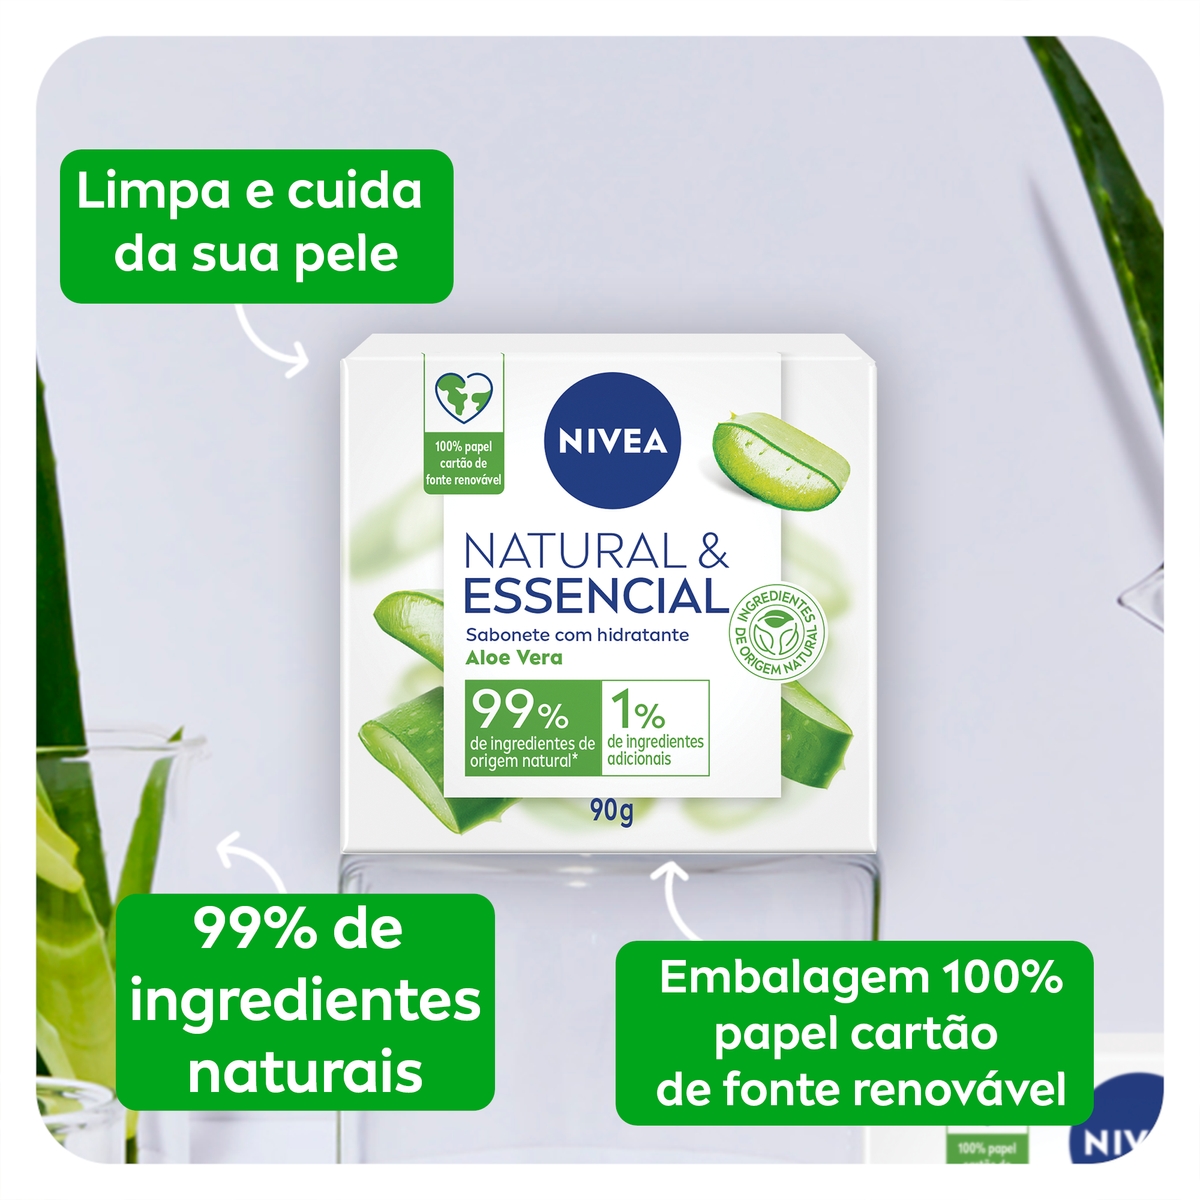 Limpa e cuida
da sua pele
100% papel
cartão de
fonte renovável
NIVEA
NATURAL &
ESSENCIAL
Sabonete com hidratante
Aloe Vera
INGREDIENTES
DE ORIGEM NATURAL
99%
de ingredientes de
origem natural*
1%
de ingredientes
adicionais
90g
99% de
ingredientes
naturais
Embalagem 100%
papel cartão
de fonte renovável
100% papel
NIV